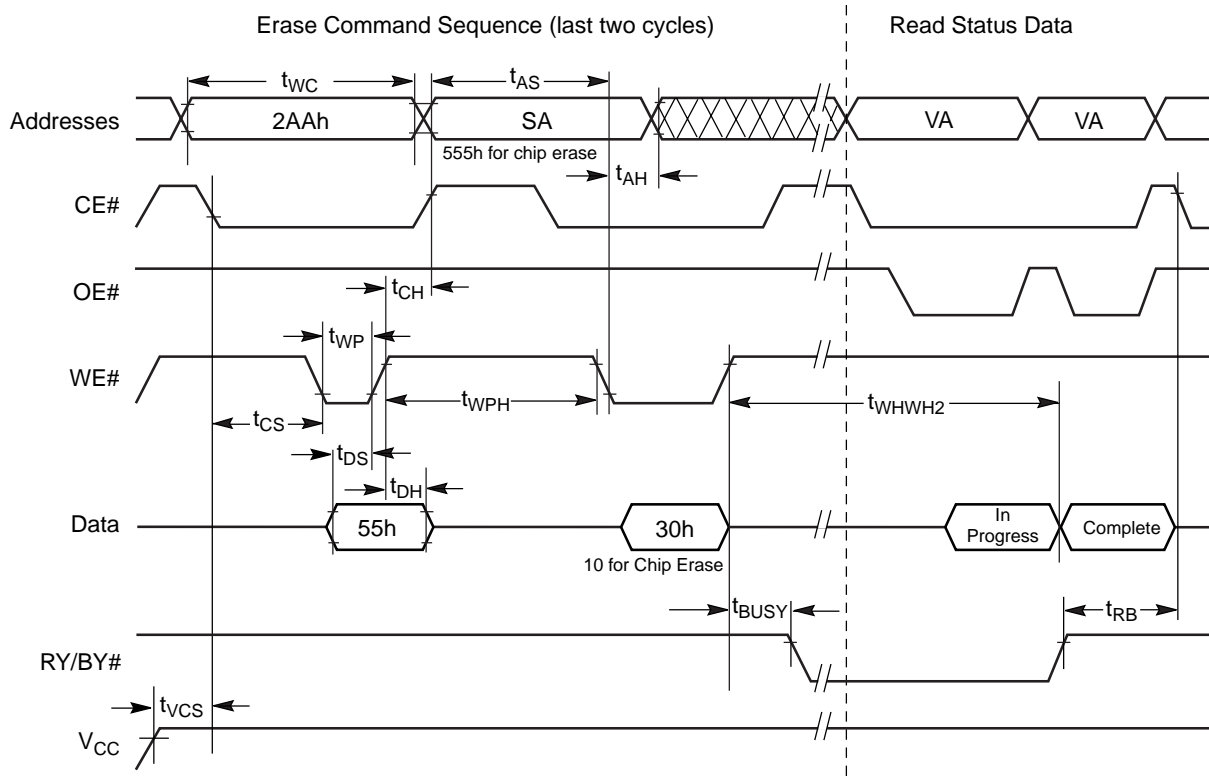 Erase Command Sequence (last two cycles)
Read Status Data
tWC
tAS
Addresses
2AAh
SA
VA
VA
555h for chip erase
tAH
CE#
OE#
tCH
tWP
WE#
tWPH
tWHWH2
tCS
tDS
tDH
Data
55h
30h
In
Progress
Complete
10 for Chip Erase
tBUSY
tRB
RY/BY#
tVCS
VCC